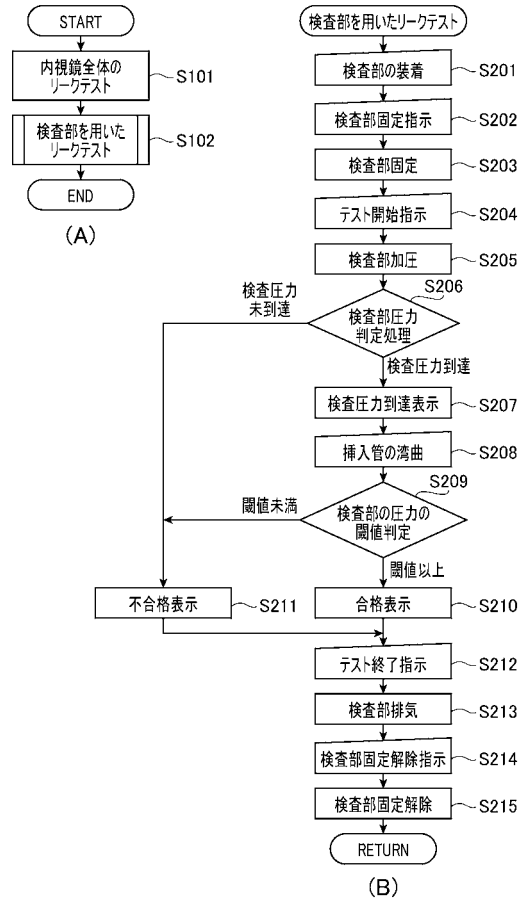 START
内視鏡全体の
リークテスト
S101
検査部を用いた
リークテスト
S102
END
(A)
検査部を用いたリークテスト
検査部の装着
S201
検査部固定指示
S202
検査部固定
S203
テスト開始指示
S204
検査部加圧
S205
検査圧力
未到達
S206
検査部圧力
判定処理
検査圧力到達
検査圧力到達表示
S207
挿入管の湾曲
S208
閾値未満
S209
検査部の圧力の
閾値判定
閾値以上
不合格表示
S211
合格表示
S210
テスト終了指示
S212
検査部排気
S213
検査部固定解除指示
S214
検査部固定解除
S215
RETURN
(B)